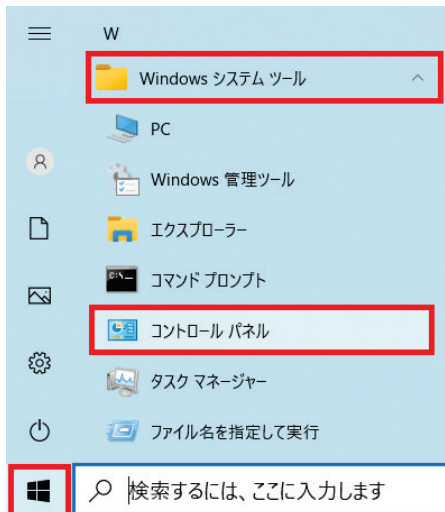 W
Windows システム ツール
PC
Windows 管理ツール
エクスプローラー
コマンド プロンプト
コントロール パネル
タスク マネージャー
ファイル名を指定して実行
検索するには、ここに入力します